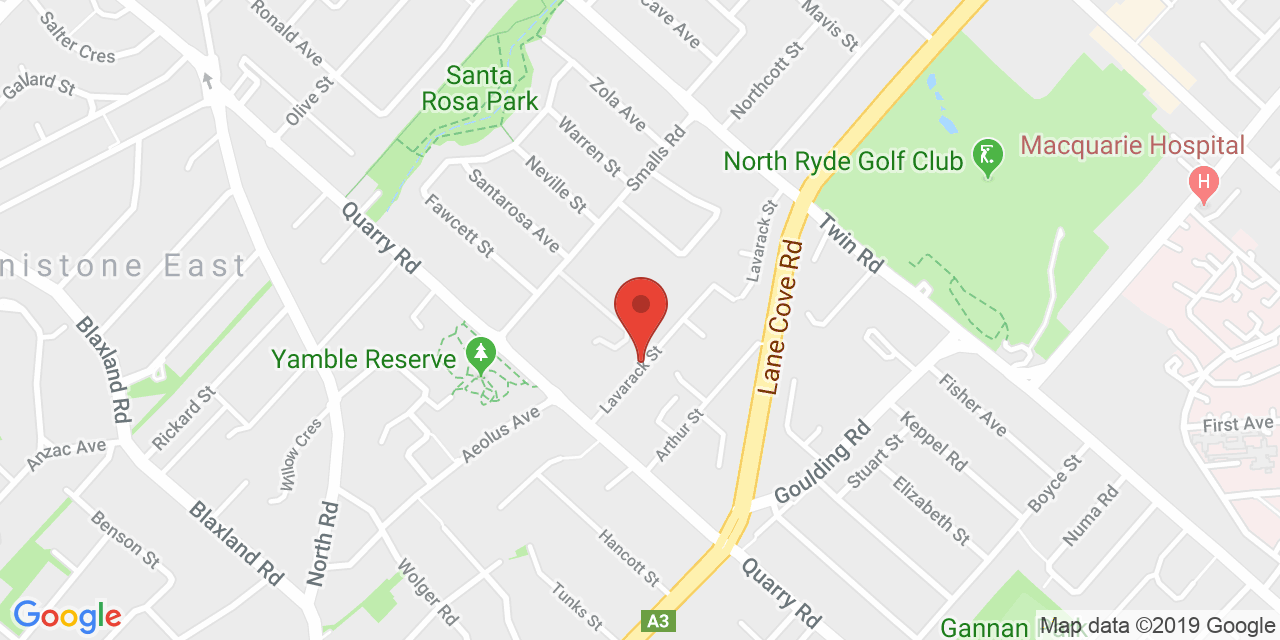 Ronald Ave
Cave Ave
Mavis St
Salter Cres
Gallard St
Olive St
Santa
Rosa Park
Zola Ave
Northcott St
Warren St
Smalls Rd
North Ryde Golf Club
Macquarie Hospital
H
Neville St
Santarosa Ave
Fawcett St
Quarry Rd
Lavarack St
Twin Rd
nistone East
Lane Cove Rd
Blaxland Rd
Yamble Reserve
Lavarack St
Rickard St
Aeolus Ave
Arthur St
Fisher Ave
Keppel Rd
First Ave
Anzac Ave
Willow Cres
Goulding Rd
Stuart St
Boyce St
Elizabeth St
Numa Rd
Benson St
Blaxland Rd
North Rd
Hancott St
Wolger Rd
Tunks St
Quarry Rd
A3
Google
Gannan Park
Map data ©2019 Google